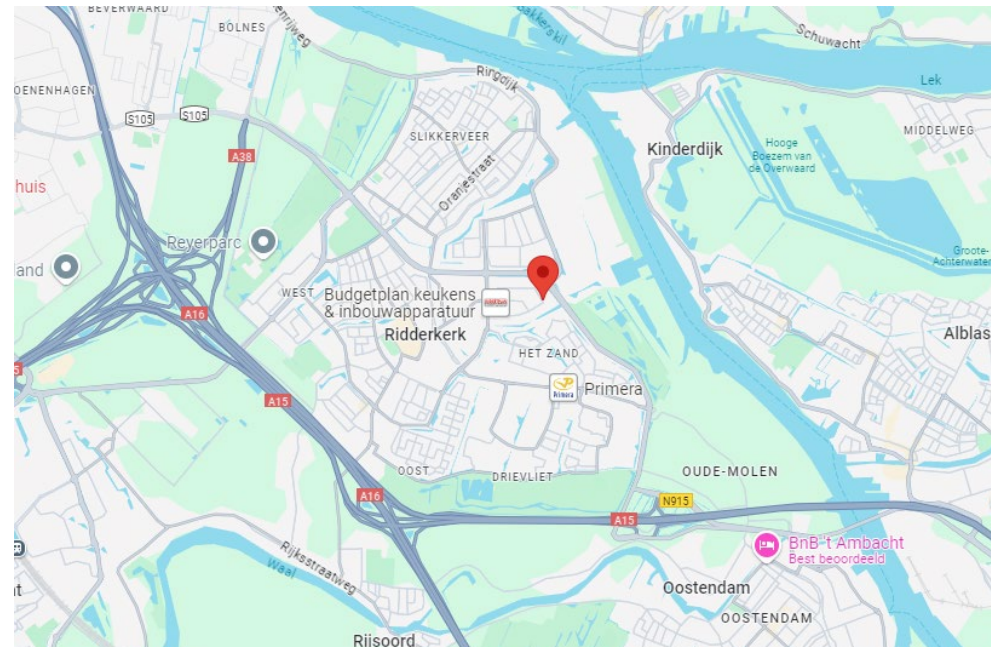 BEVERWAARD
BOLNES
Ringdijk
Schuwacht
Lek
S105
S105
SLIKKERVEER
Kinderdijk
MIDDELWEG
Hooge
Boezem van
de Overwaard
A38
huis
Oranjestraat
Reyerparc
land
Groote-
Achterwater
WEST
Budgetplan keukens
& inbouwapparatuur
A16
Ridderkerk
Alblas
HET ZAND
Primera
Primera
A15
OOST
DRIEVLIET
OUDE-MOLEN
A16
N915
A15
BnB 't Ambacht
Best beoordeeld
Rijksstraatweg
Waal
Oostendam
OOSTENDAM
Rijsoord